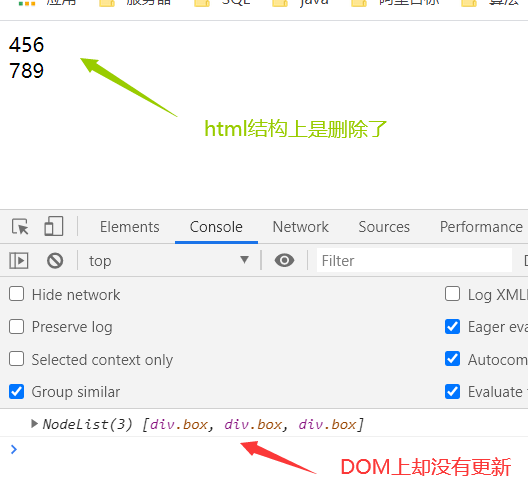 应用 服务器 SQL java 阿里白标 算法
456
789
html结构上是删除了
Elements Console Network Sources Performance
top Filter
Hide network Log XMLH
Preserve log Eager eva
Selected context only Autocom
Group similar Evaluate t
NodeList(3) [div.box, div.box, div.box]
DOM上却没有更新